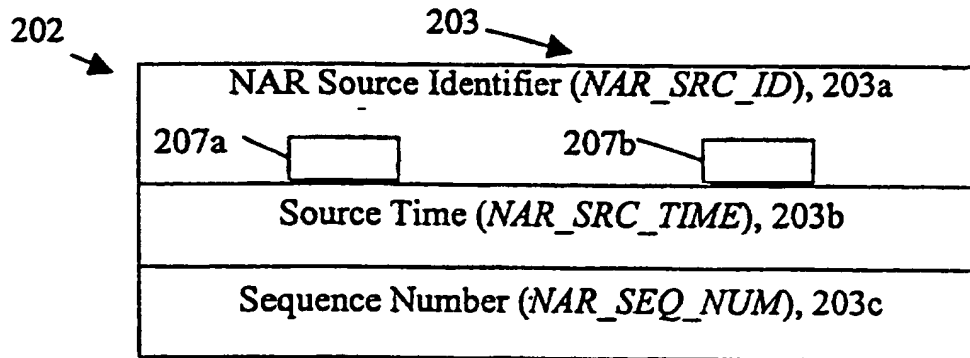 202
203
NAR Source Identifier (NAR_SRC_ID), 203a
207a
207b
Source Time (NAR_SRC_TIME), 203b
Sequence Number (NAR_SEQ_NUM), 203c